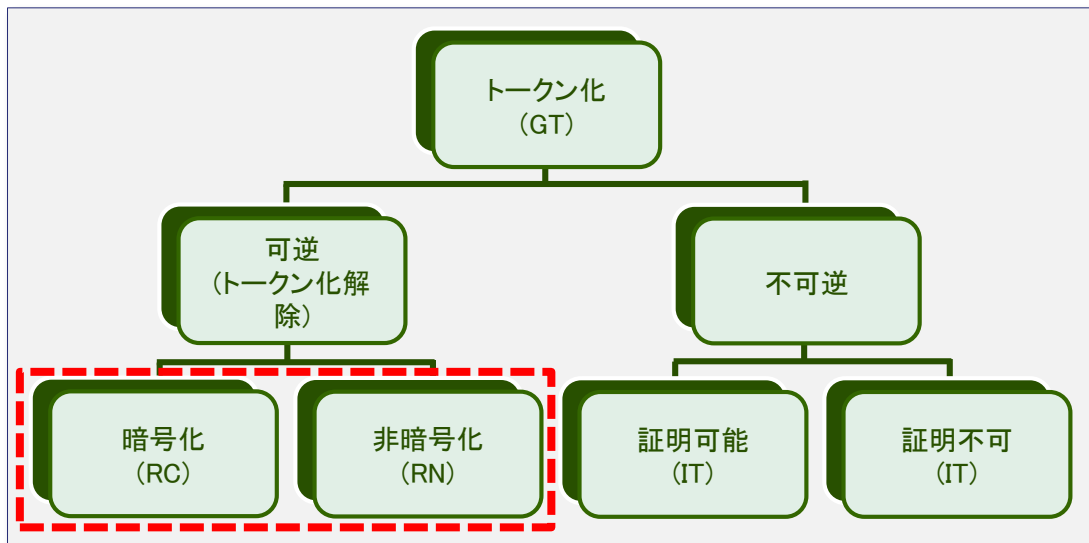 トークン化
(GT)
可逆
(トークン化解
除)
不可逆
暗号化
(RC)
非暗号化
(RN)
証明可能
(IT)
証明不可
(IT)